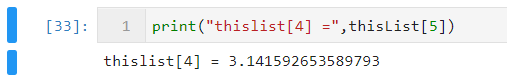 [33]: 1 print("thislist[4] =",thisList[5])
thislist[4] = 3.141592653589793